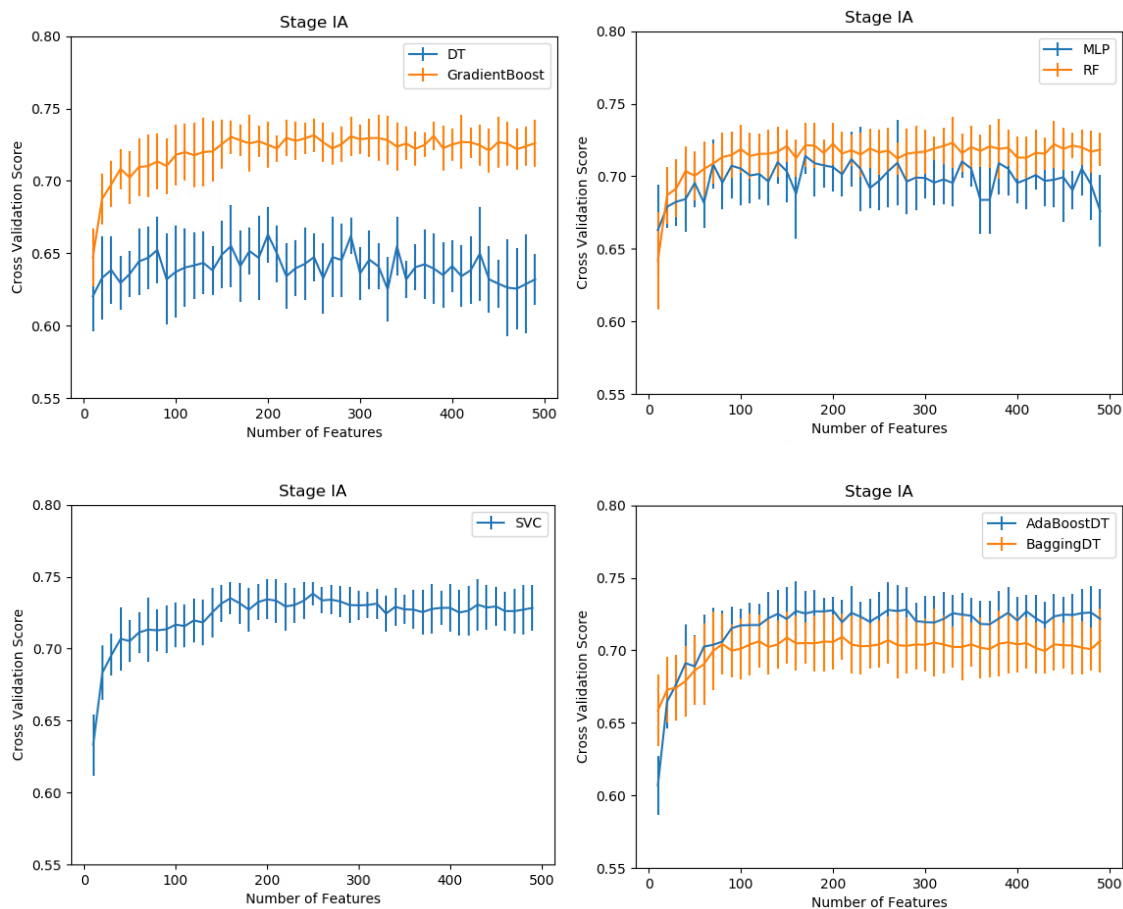 Stage IA
DT
GradientBoost
Cross Validation Score
0.80
0.75
0.70
0.65
0.60
0.55
0 100 200 300 400 500
Number of Features
Stage IA
MLP
RF
Cross Validation Score
0.80
0.75
0.70
0.65
0.60
0.55
0 100 200 300 400 500
Number of Features
Stage IA
SVC
Cross Validation Score
0.80
0.75
0.70
0.65
0.60
0.55
0 100 200 300 400 500
Number of Features
Stage IA
AdaBoostDT
BaggingDT
Cross Validation Score
0.80
0.75
0.70
0.65
0.60
0.55
0 100 200 300 400 500
Number of Features